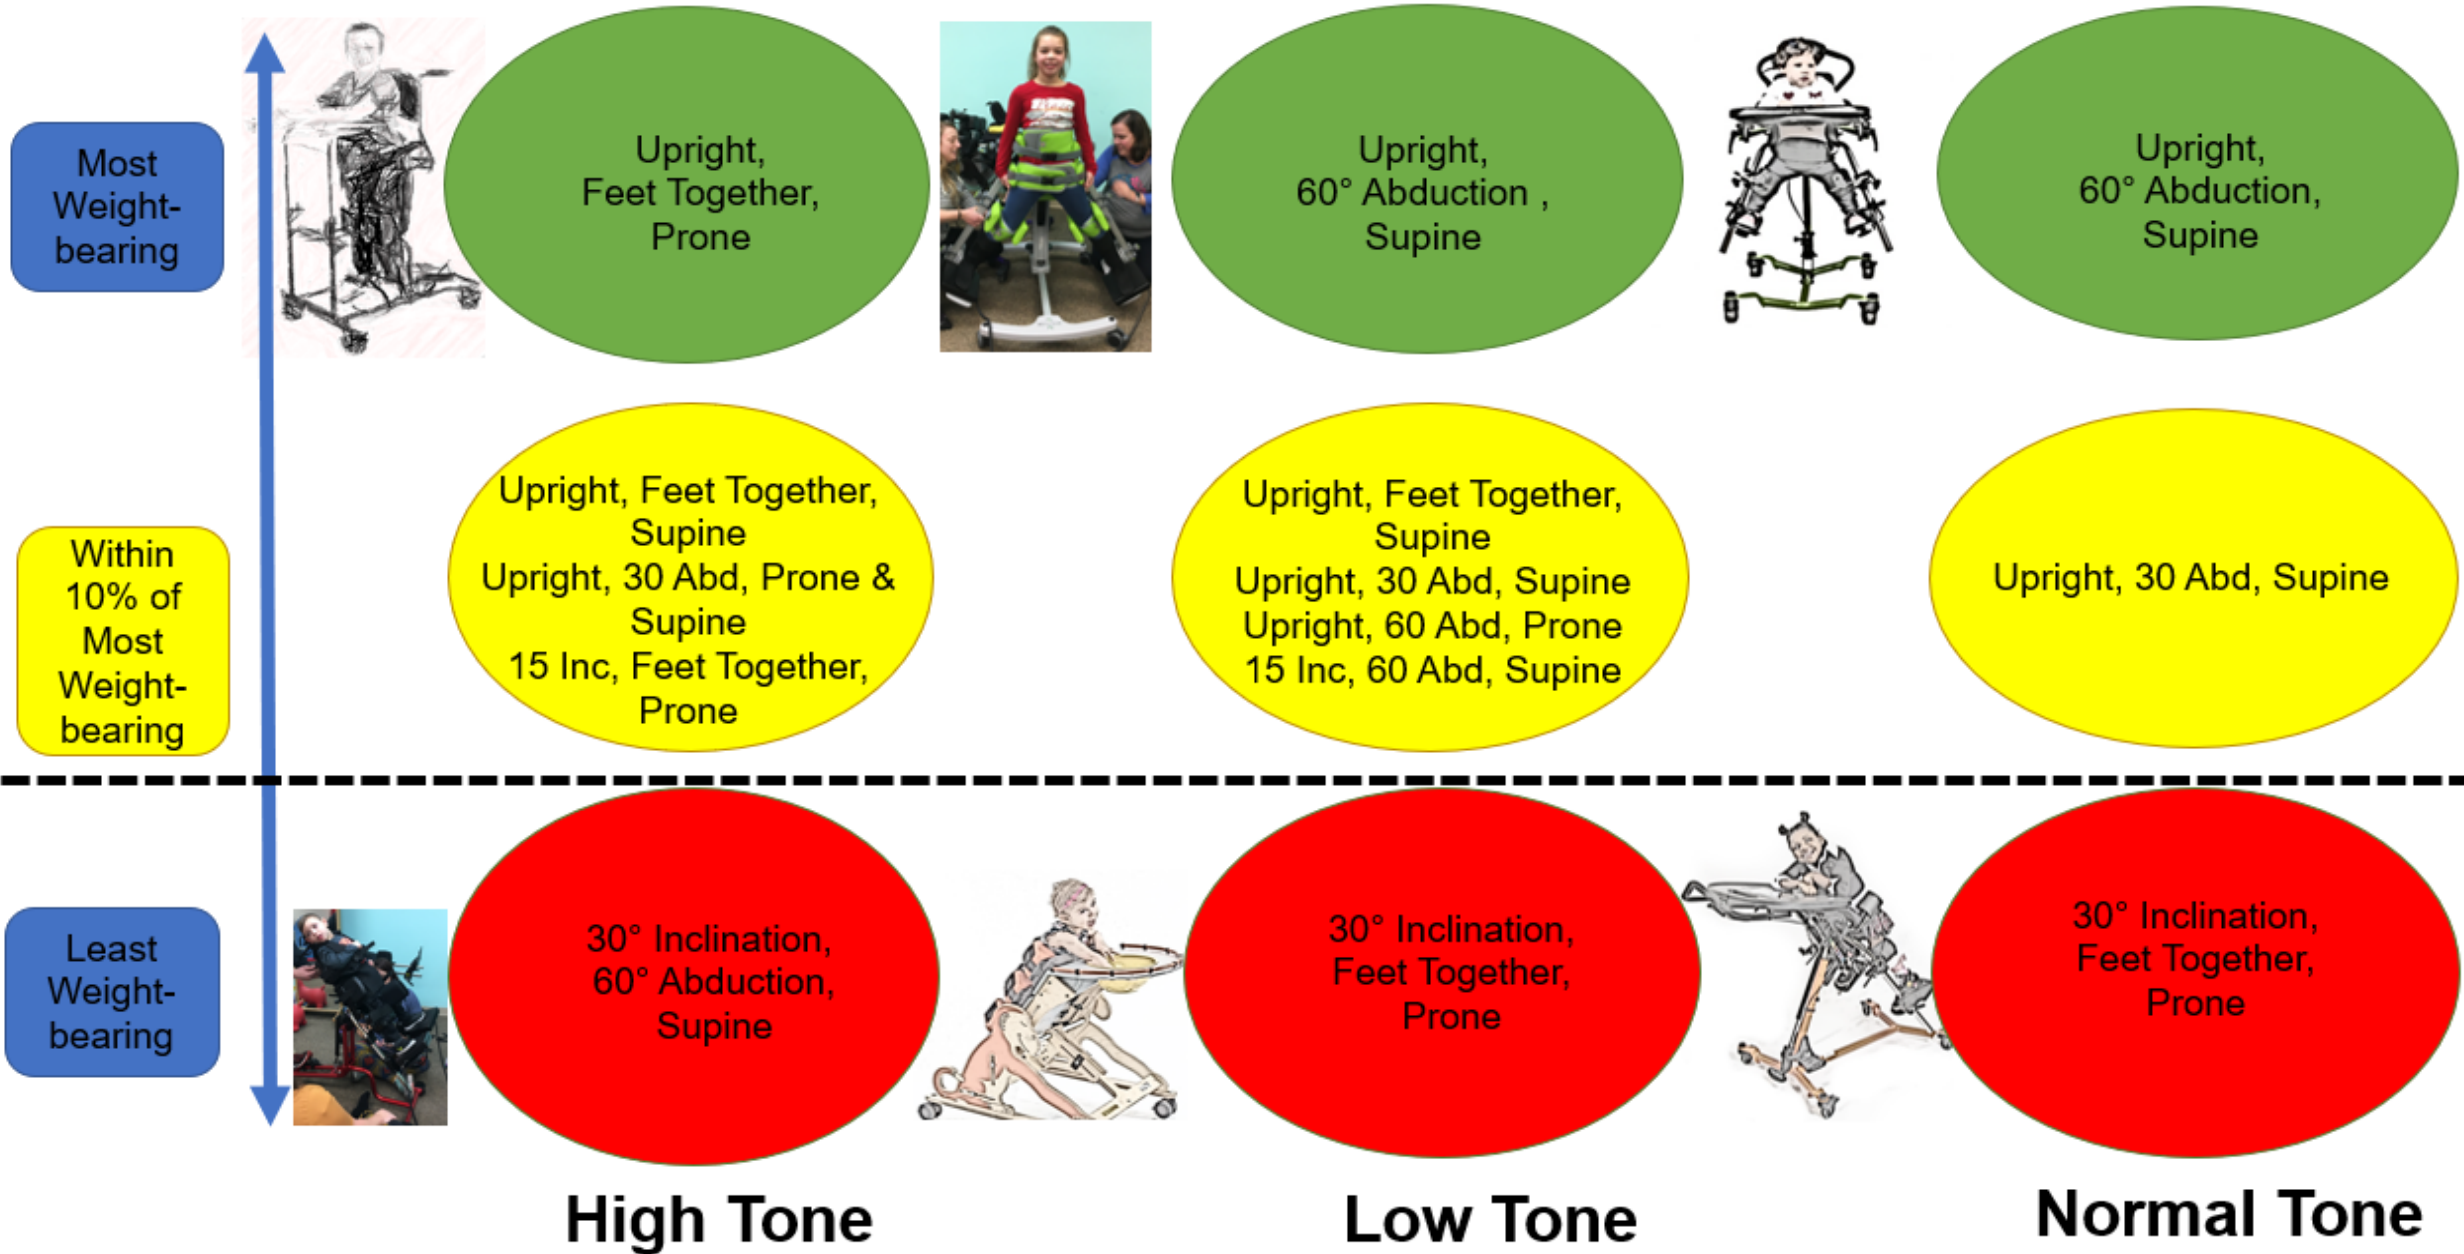 Most
Weight-
bearing
Upright,
Feet Together,
Prone
Upright,
60° Abduction ,
Supine
Upright,
60° Abduction,
Supine
Within
10% of
Most
Weight-
bearing
Upright, Feet Together,
Supine
Upright, 30 Abd, Prone &
Supine
15 Inc, Feet Together,
Prone
Upright, Feet Together,
Supine
Upright, 30 Abd, Supine
Upright, 60 Abd, Prone
15 Inc, 60 Abd, Supine
Upright, 30 Abd, Supine
Least
Weight-
bearing
30° Inclination,
60° Abduction,
Supine
30° Inclination,
Feet Together,
Prone
30° Inclination,
Feet Together,
Prone
High Tone
Low Tone
Normal Tone